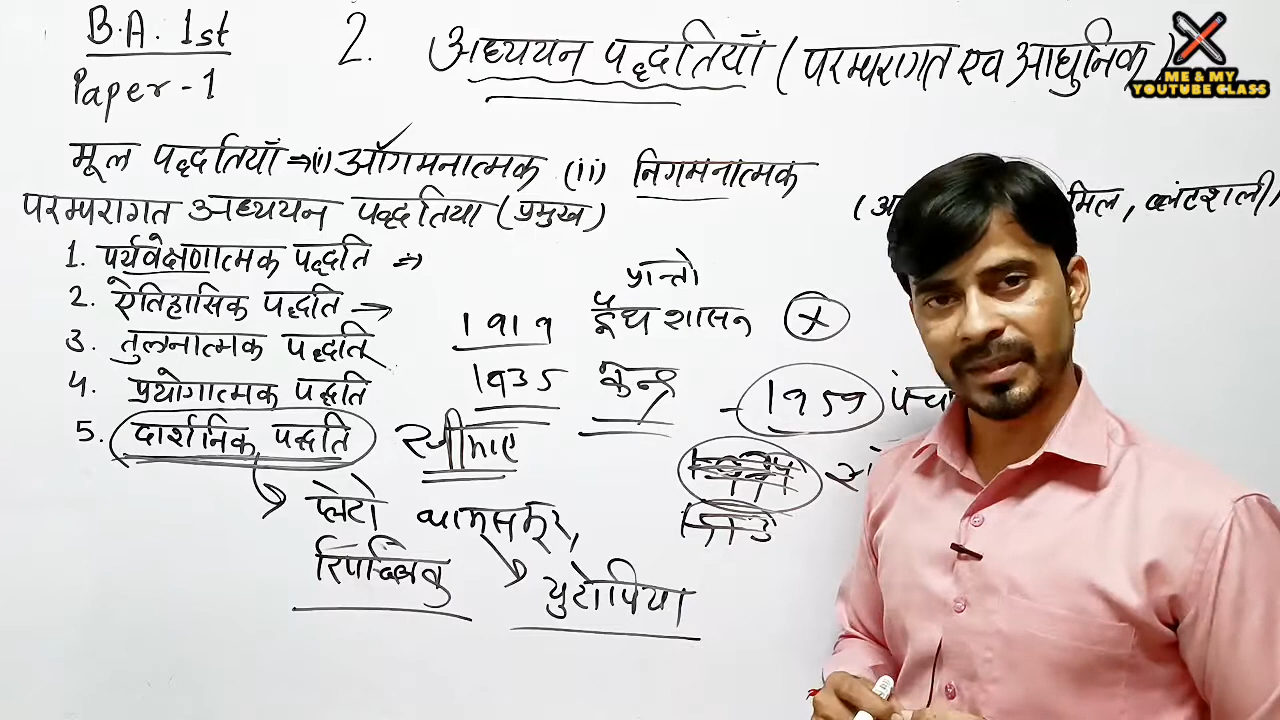 B.A. 1st
Paper - 1
2. अध्ययन पद्धतियाँ (परम्परागत एव आधुनिक)
ME & MY
YOUTUBE CLASS
मूल पद्धतियाँ ⇒ (i) आगमनात्मक (ii) निगमनात्मक
परम्परागत अध्ययन पद्धतिया (प्रमुख)
मिल, ब्लंटशली)
1. पर्यवेक्षणात्मक पद्धति ⇒
2. ऐतिहासिक पद्धति →
3. तुलनात्मक पद्धति
4. प्रयोगात्मक पद्धति
5. दार्शनिक पद्धति
प्रान्तो
1919 द्वैध शासन
1935 केन्द्र
1959 पंचा
सीमाए
प्लेटो
रिपब्लिक
युटोपिया